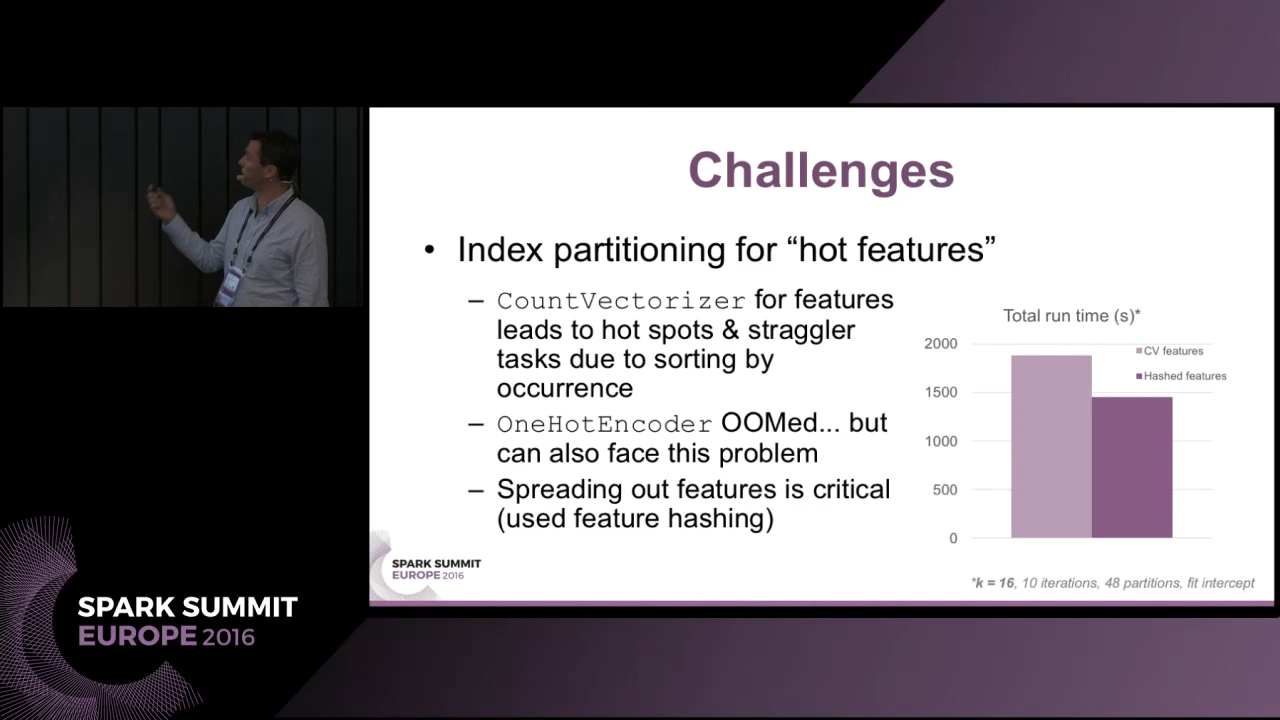 Challenges
• Index partitioning for “hot features”
– CountVectorizer for features
leads to hot spots & straggler
tasks due to sorting by
occurrence
– OneHotEncoder OOMed... but
can also face this problem
– Spreading out features is critical
(used feature hashing)
Total run time (s)*
2000
1500
1000
500
0
CV features
Hashed features
*k = 16, 10 iterations, 48 partitions, fit intercept
SPARK SUMMIT
EUROPE 2016
SPARK SUMMIT
EUROPE 2016